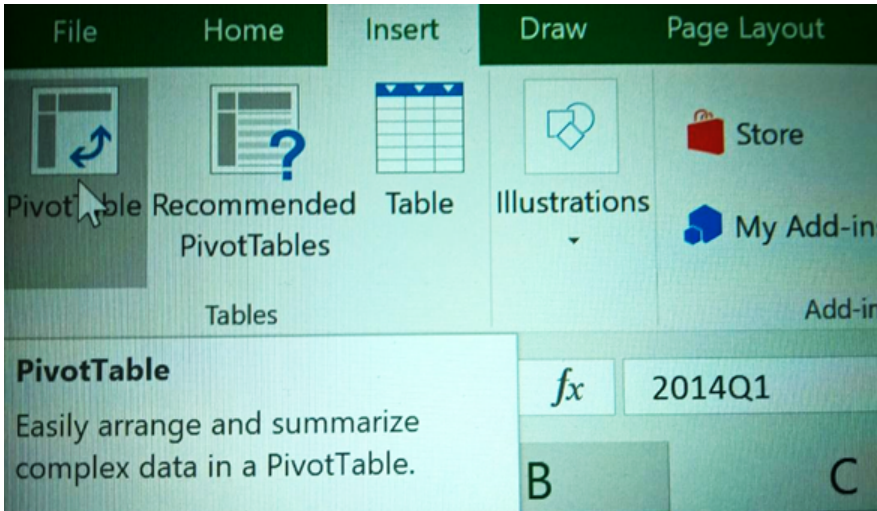 File Home Insert Draw Page Layout
PivotTable Recommended PivotTables Table Illustrations
Store
My Add-in
Tables
Add-in
PivotTable
Easily arrange and summarize
complex data in a PivotTable.
fx 2014Q1
B C